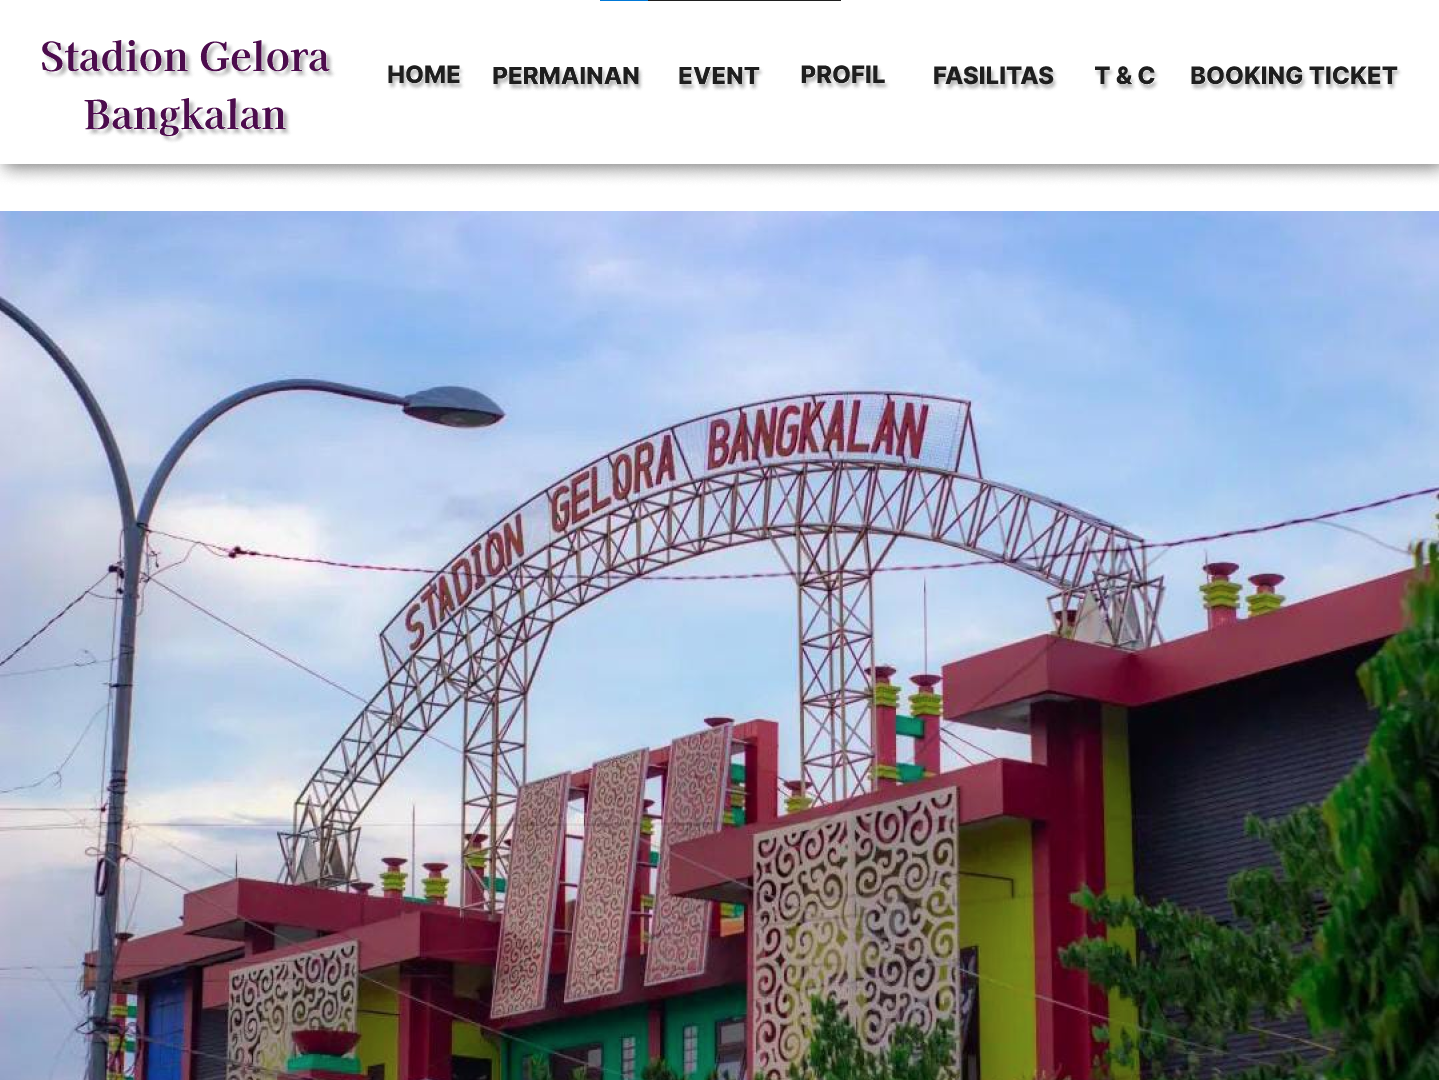 Stadion Gelora
Bangkalan
HOME PERMAINAN EVENT PROFIL FASILITAS T & C BOOKING TICKET
STADION GELORA BANGKALAN